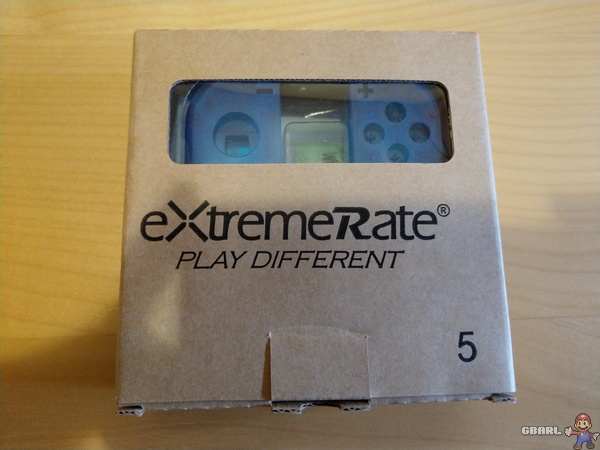 eXtremeRate®
PLAY DIFFERENT
5
GBARL